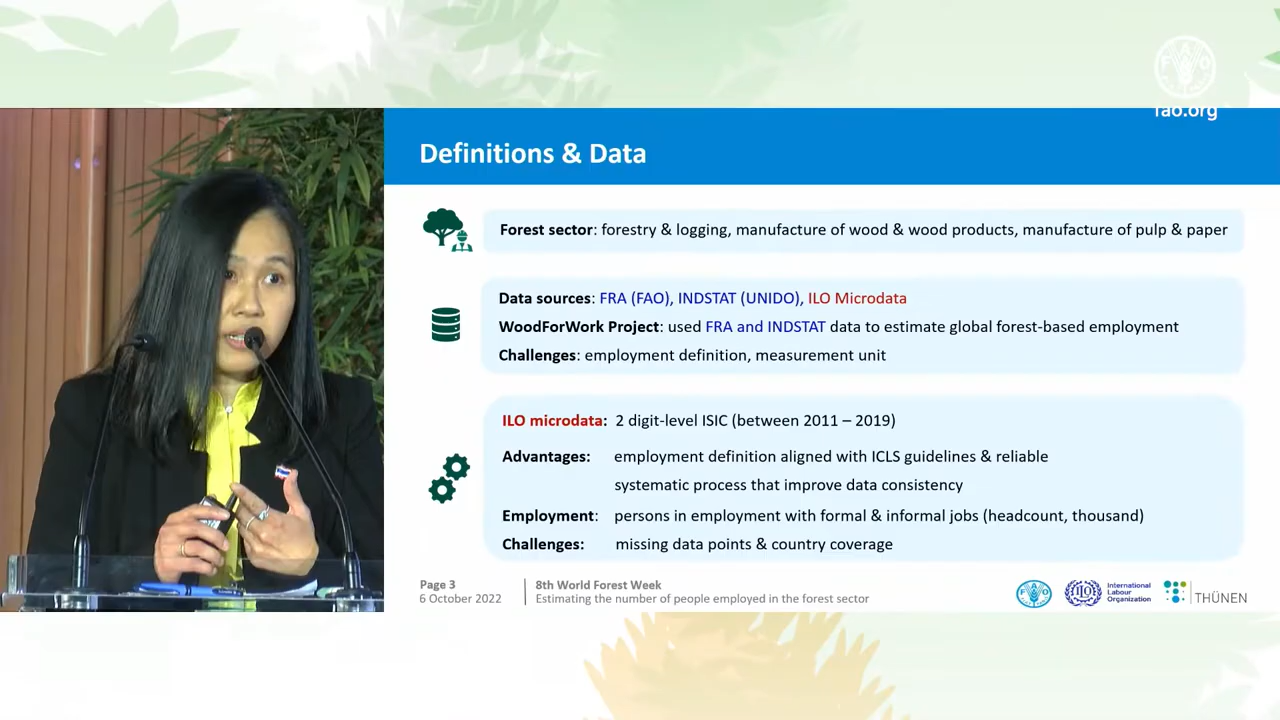 FAO
fao.org
Definitions & Data
Forest sector: forestry & logging, manufacture of wood & wood products, manufacture of pulp & paper
Data sources: FRA (FAO), INDSTAT (UNIDO), ILO Microdata
WoodForWork Project: used FRA and INDSTAT data to estimate global forest-based employment
Challenges: employment definition, measurement unit
ILO microdata: 2 digit-level ISIC (between 2011 – 2019)
Advantages: employment definition aligned with ICLS guidelines & reliable
systematic process that improve data consistency
Employment: persons in employment with formal & informal jobs (headcount, thousand)
Challenges: missing data points & country coverage
Page 3
6 October 2022
8th World Forest Week
Estimating the number of people employed in the forest sector
FAO
ILO
International
Labour
Organization
THÜNEN